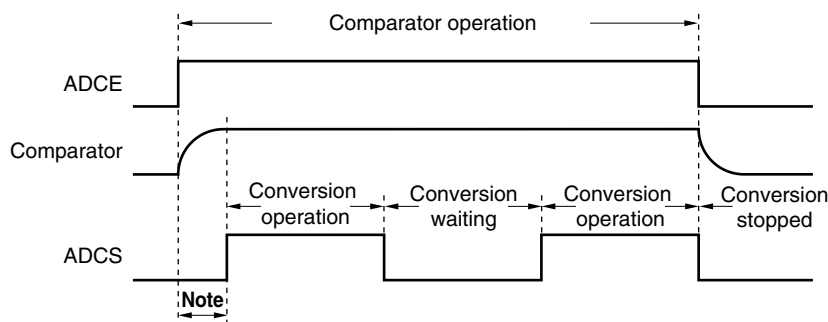 Comparator operation
ADCE
Comparator
Conversion operation
Conversion waiting
Conversion operation
Conversion stopped
ADCS
Note